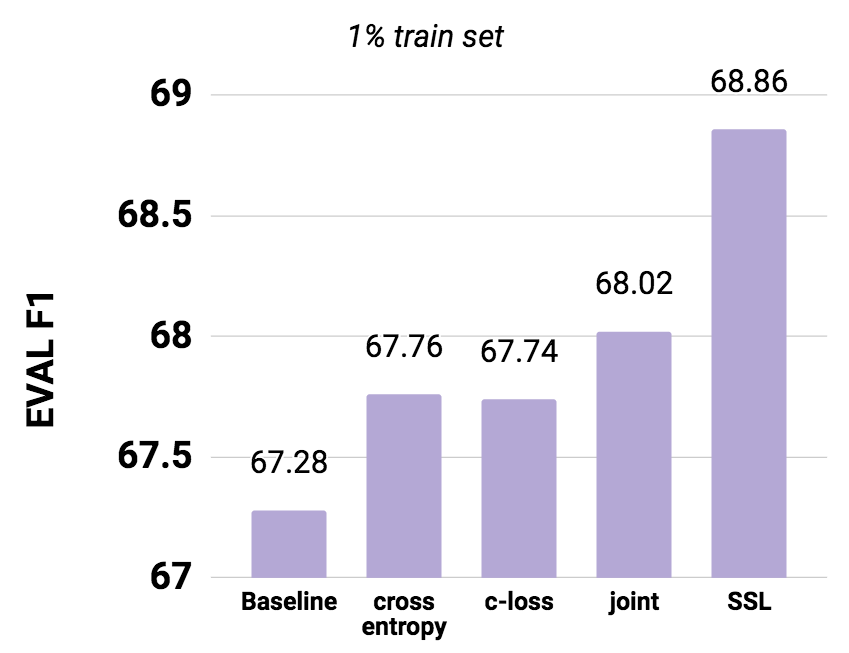 1% train set
69
68.86
68.5
68.02
68
67.76
67.74
67.5
67.28
67
EVAL F1
Baseline
cross
entropy
c-loss
joint
SSL